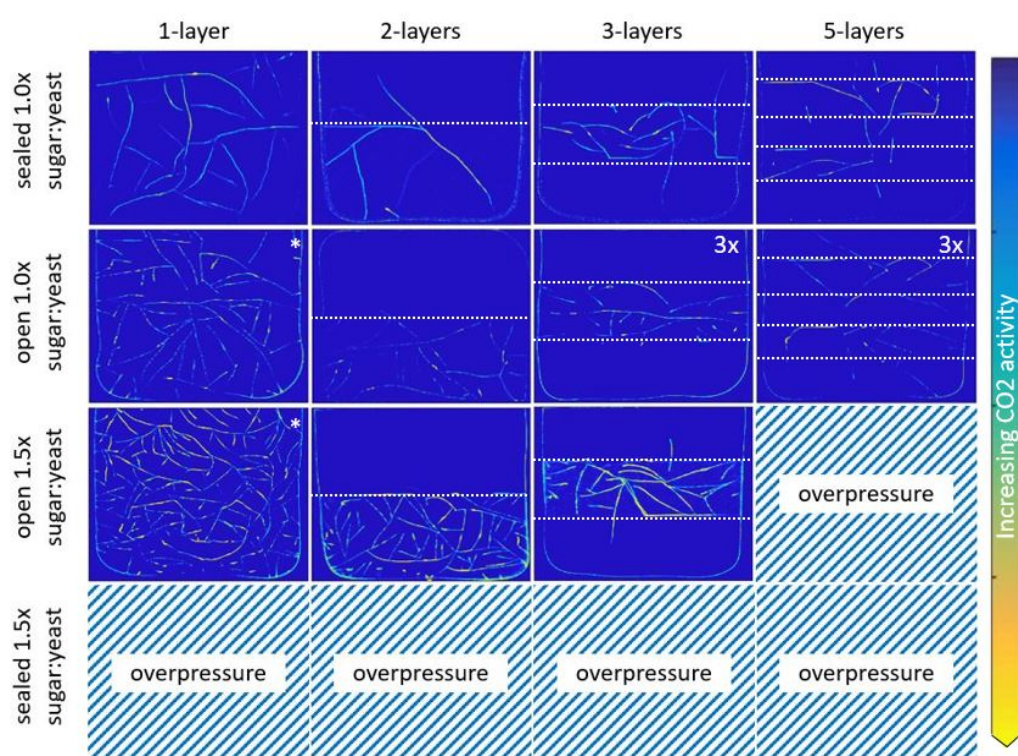 1-layer
2-layers
3-layers
5-layers
sealed 1.0x
sugar:yeast
open 1.0x
sugar:yeast
*
3x
3x
open 1.5x
sugar:yeast
*
overpressure
sealed 1.5x
sugar:yeast
overpressure
overpressure
overpressure
overpressure
Increasing CO2 activity